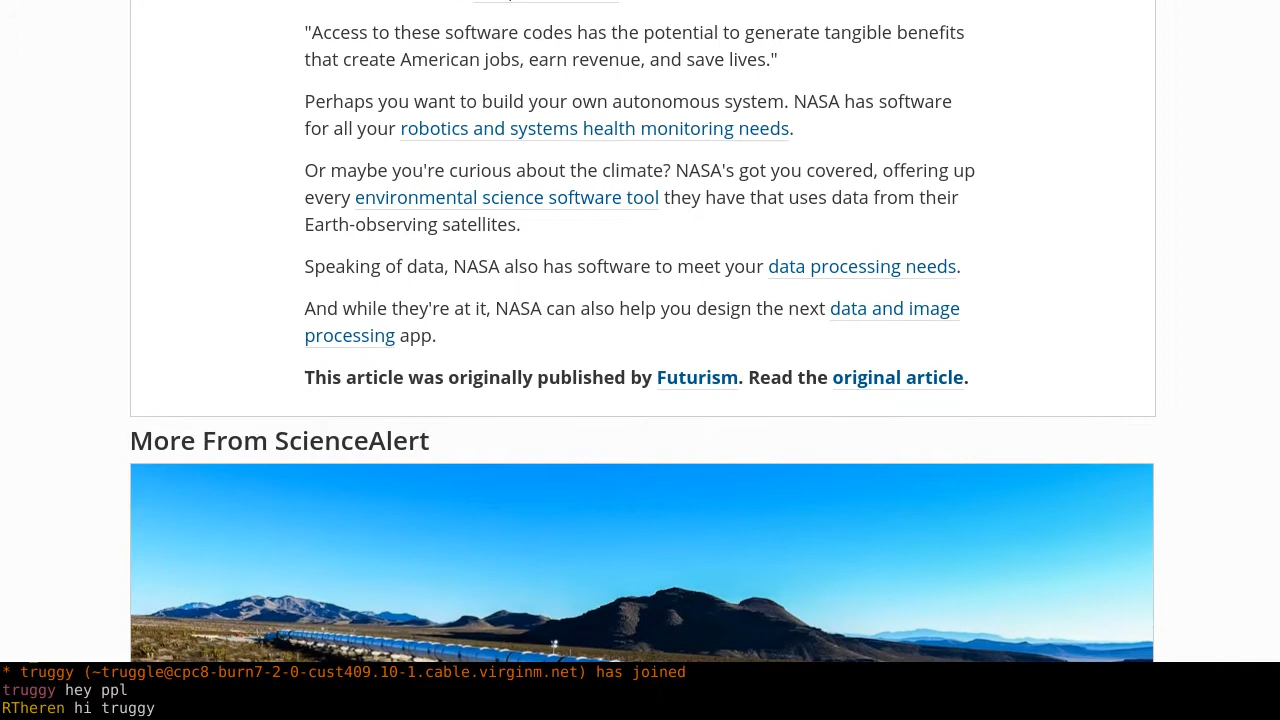 "Access to these software codes has the potential to generate tangible benefits
that create American jobs, earn revenue, and save lives."
Perhaps you want to build your own autonomous system. NASA has software
for all your robotics and systems health monitoring needs.
Or maybe you're curious about the climate? NASA's got you covered, offering up
every environmental science software tool they have that uses data from their
Earth-observing satellites.
Speaking of data, NASA also has software to meet your data processing needs.
And while they're at it, NASA can also help you design the next data and image
processing app.
This article was originally published by Futurism. Read the original article.
More From ScienceAlert
* truggy (~truggle@cpc8-burn7-2-0-cust409.10-1.cable.virginm.net) has joined
truggy hey ppl
RTheren hi truggy